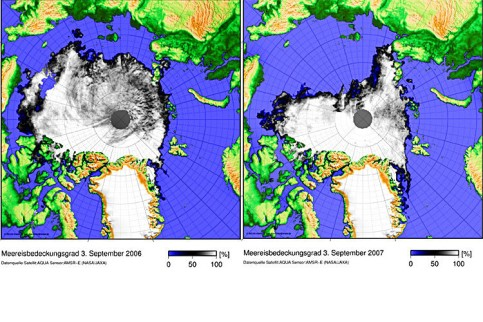 Meereisbedeckungsgrad 3. September 2006
Datenquelle Satellit AQUA Sensor AMSR-E (NASA/JAXA)
0 50 100 [%]
Meereisbedeckungsgrad 3. September 2007
Datenquelle Satellit AQUA Sensor AMSR-E (NASA/JAXA)
0 50 100 [%]